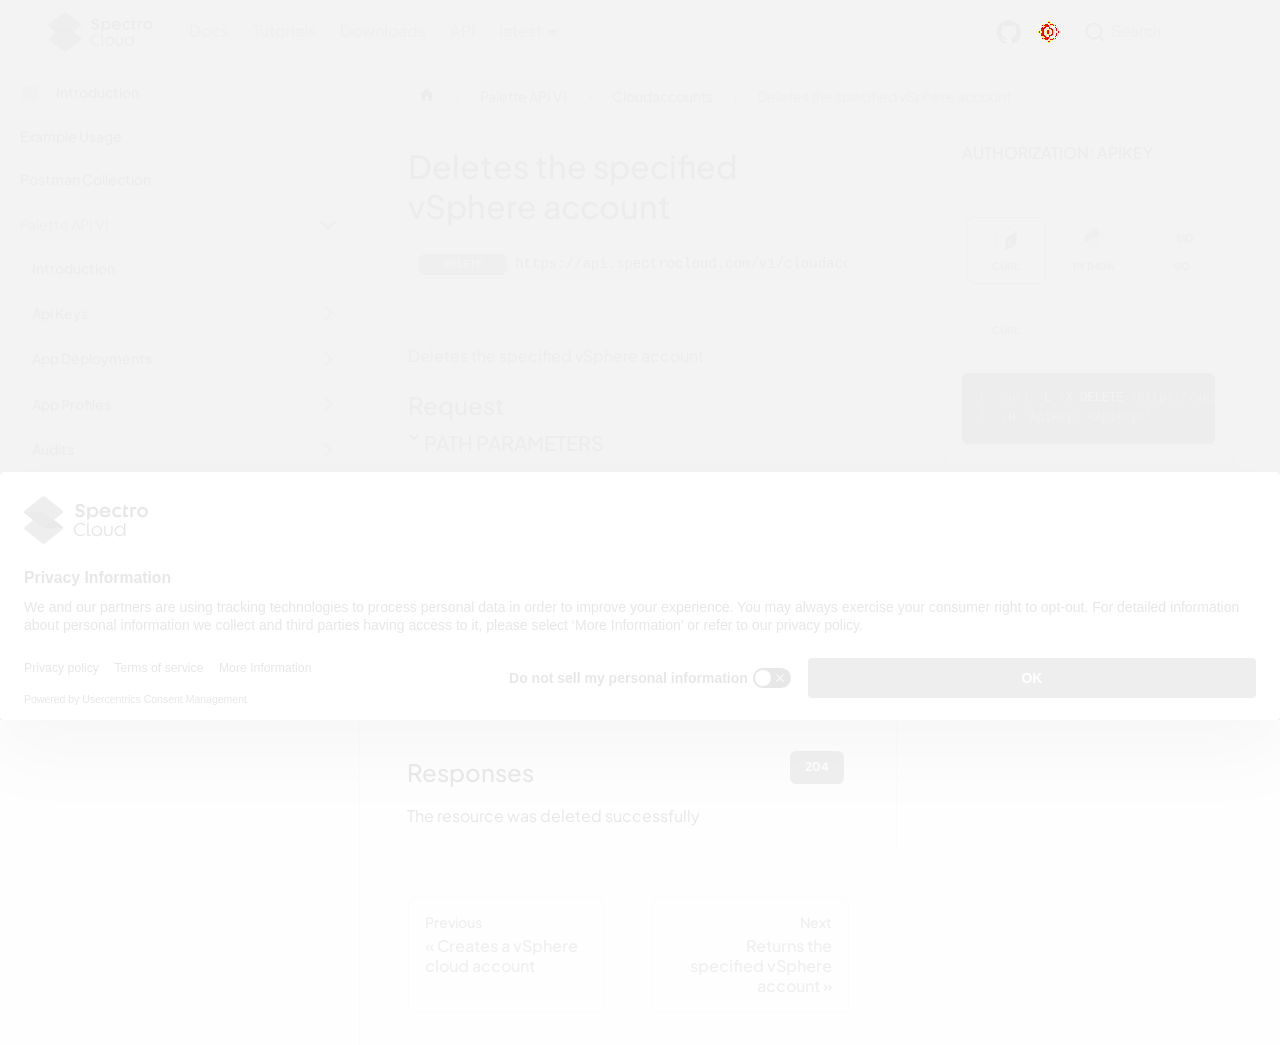 Spectro Cloud
Docs Tutorials Downloads API latest
Search
Introduction
Example Usage
Postman Collection
Palette API V1
Introduction
Api Keys
App Deployments
App Profiles
Audits
Palette API V1
Cloudaccounts
Deletes the specified vSphere account
Deletes the specified
vSphere account
DELETE https://api.spectrocloud.com/v1/cloudacc
Deletes the specified vSphere account
Request
PATH PARAMETERS
AUTHORIZATION: APIKEY
CURL PYTHON GO
CURL
DELETE
Spectro
Cloud
Privacy Information
We and our partners are using tracking technologies to process personal data in order to improve your experience. You may always exercise your consumer right to opt-out. For detailed information
about personal information we collect and third parties having access to it, please select 'More Information' or refer to our privacy policy.
Privacy policy Terms of service More Information
Do not sell my personal information
OK
Powered by Usercentrics Consent Management
Responses
204
The resource was deleted successfully
Previous
« Creates a vSphere
cloud account
Next
Returns the
specified vSphere
account »